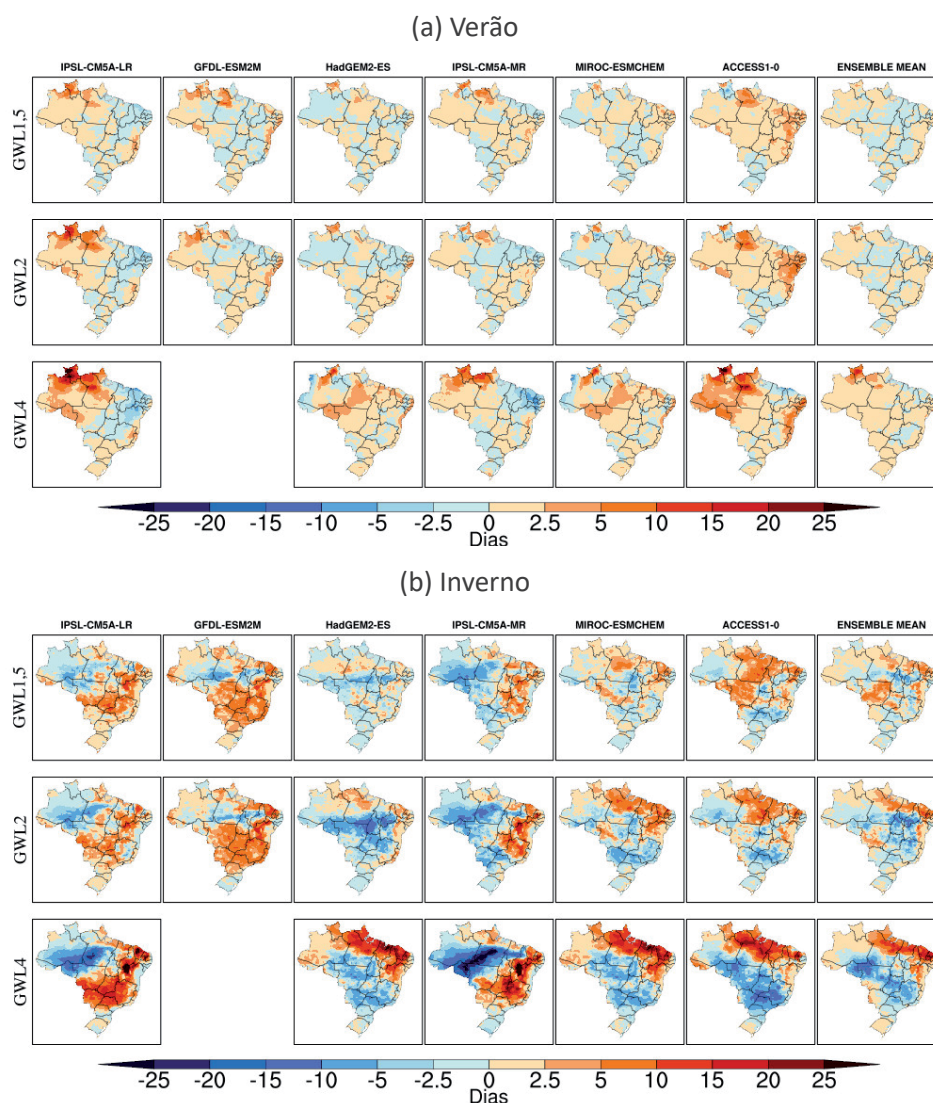 (a) Verão
IPSL-CM5A-LR GFDL-ESM2M HadGEM2-ES IPSL-CM5A-MR MIROC-ESMCHEM ACCESS1-0 ENSEMBLE MEAN
GWL1,5
GWL2
GWL4
-25 -20 -15 -10 -5 -2.5 0 2.5 5 10 15 20 25
Dias
(b) Inverno
IPSL-CM5A-LR GFDL-ESM2M HadGEM2-ES IPSL-CM5A-MR MIROC-ESMCHEM ACCESS1-0 ENSEMBLE MEAN
GWL1,5
GWL2
GWL4
-25 -20 -15 -10 -5 -2.5 0 2.5 5 10 15 20 25
Dias